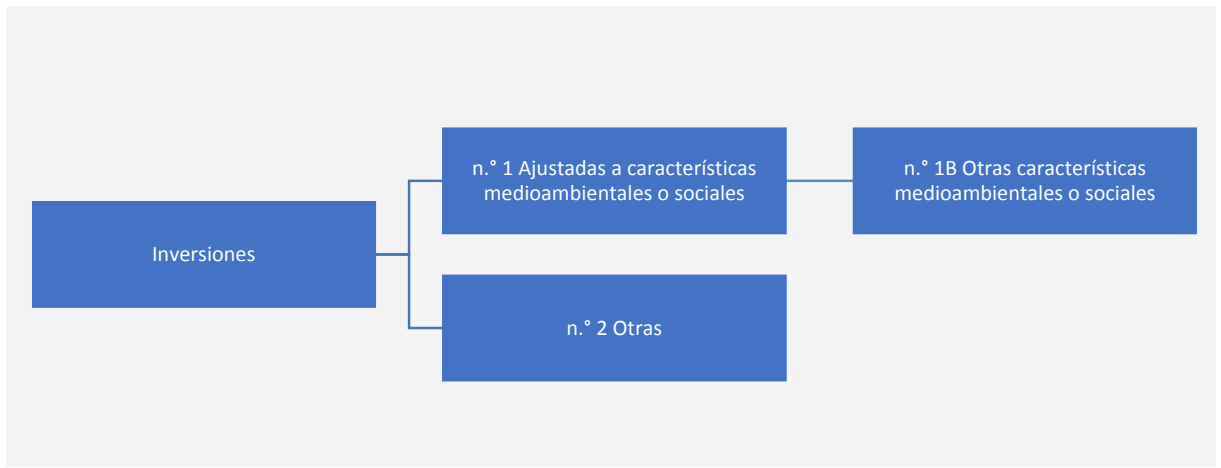 Inversiones
n.° 1 Ajustadas a características
medioambientales o sociales
n.° 1B Otras características
medioambientales o sociales
n.° 2 Otras